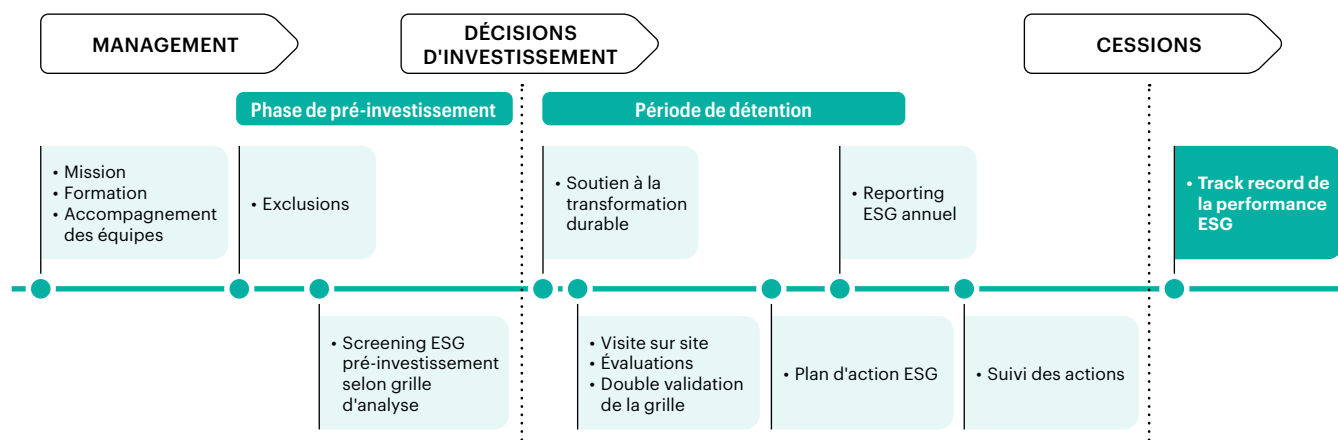 MANAGEMENT
DÉCISIONS
D'INVESTISSEMENT
CESSIONS
Phase de pré-investissement
Période de détention
• Mission
• Formation
• Accompagnement
des équipes
• Exclusions
• Soutien à la
transformation
durable
• Reporting
ESG annuel
• Track record de
la performance
ESG
• Screening ESG
pré-investissement
selon grille
d'analyse
• Visite sur site
• Évaluations
• Double validation
de la grille
• Plan d'action ESG
• Suivi des actions